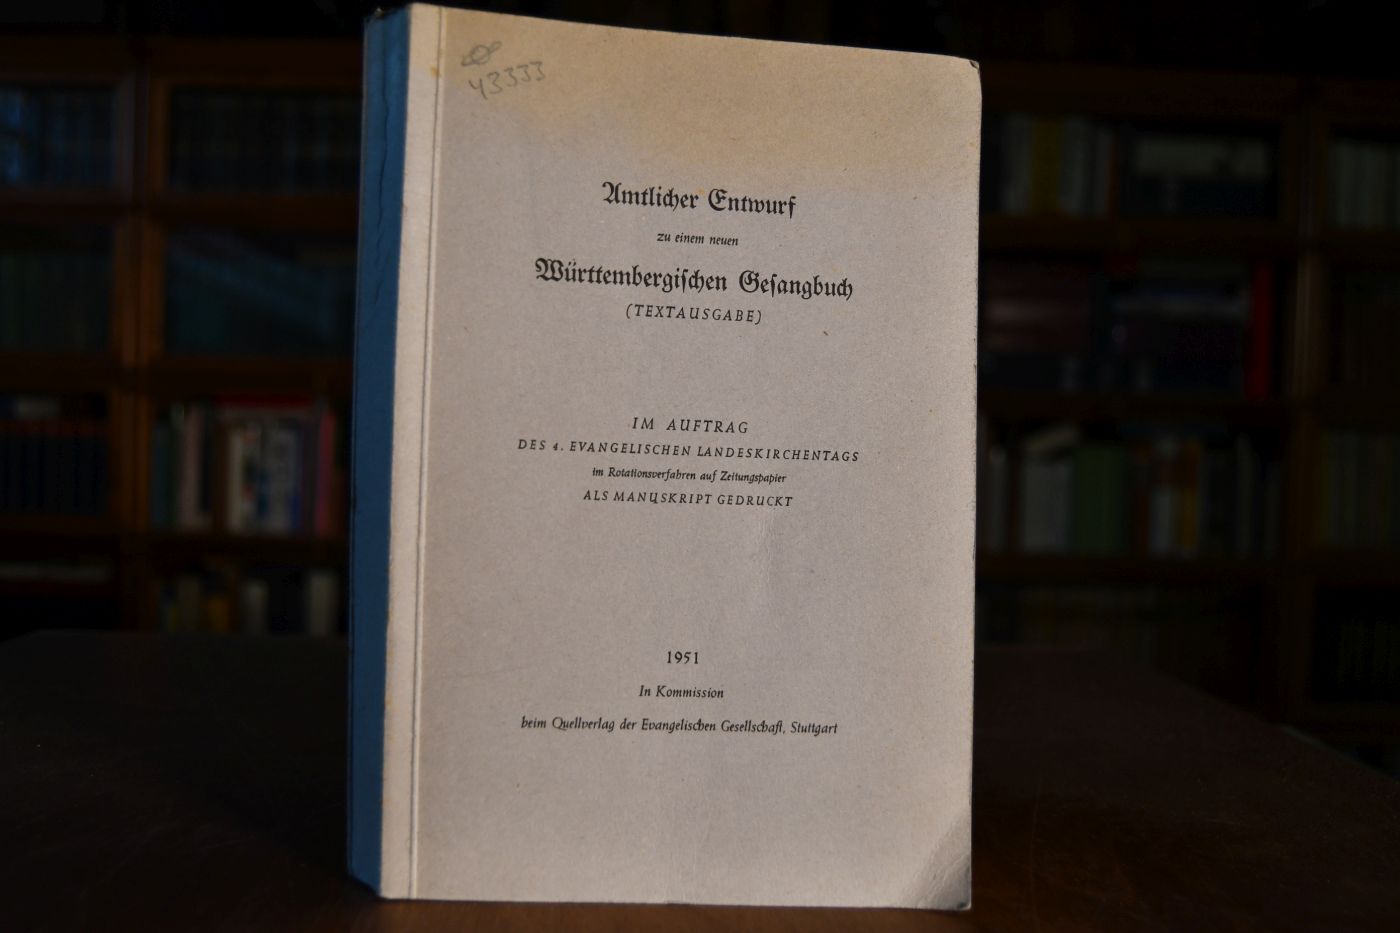 43333
Amtlicher Entwurf
zu einem neuen
Württembergiſchen Geſangbuch
(TEXTAUSGABE)
IM AUFTRAG
DES 4. EVANGELISCHEN LANDESKIRCHENTAGS
im Rotationsverfahren auf Zeitungspapier
ALS MANUSKRIPT GEDRUCKT
1951
In Kommission
beim Quellverlag der Evangelischen Gesellschaft, Stuttgart